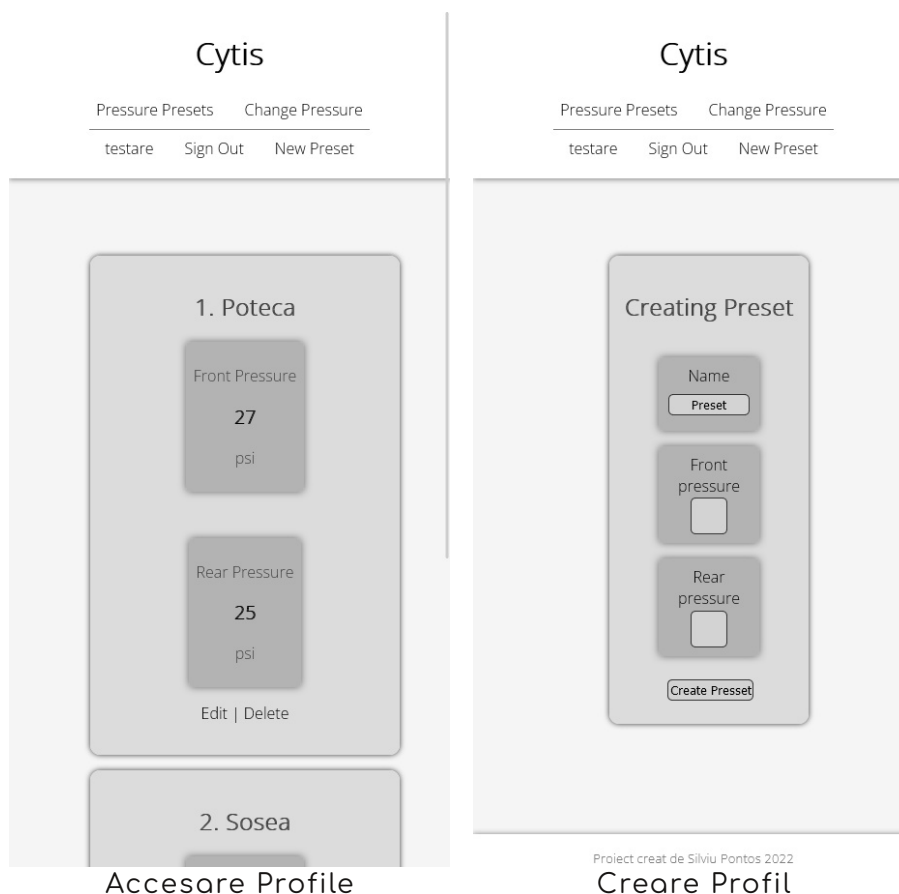 Cytis
Pressure Presets Change Pressure
testare Sign Out New Preset
1. Poteca
Front Pressure
27
psi
Rear Pressure
25
psi
Edit | Delete
2. Sosea
Accesare Profile
Cytis
Pressure Presets Change Pressure
testare Sign Out New Preset
Creating Preset
Name
Preset
Front
pressure
Rear
pressure
Create Presset
Proiect creat de Silviu Pontos 2022
Creare Profil